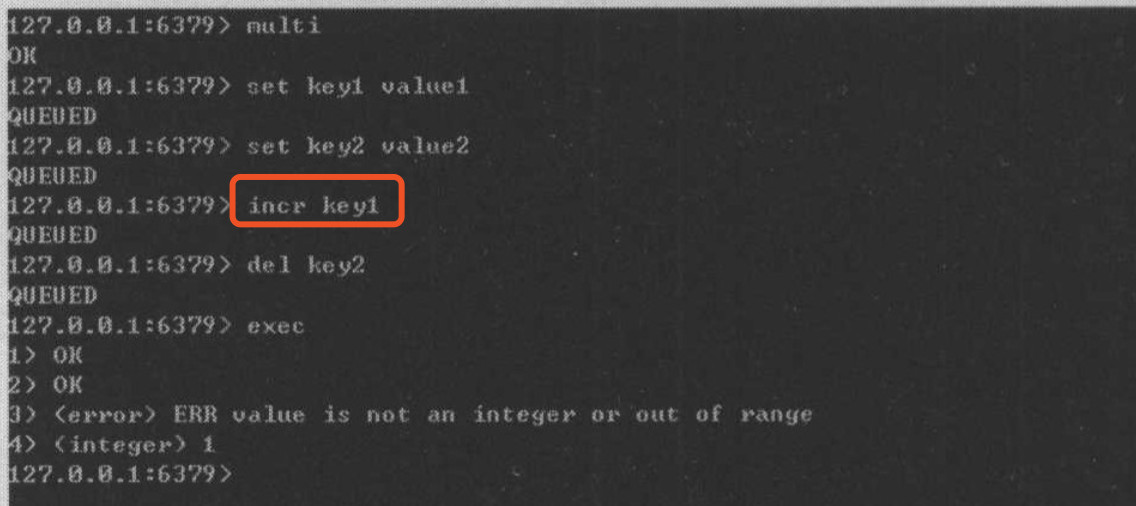 127.0.0.1:6379> multi
OK
127.0.0.1:6379> set key1 value1
QUEUED
127.0.0.1:6379> set key2 value2
QUEUED
127.0.0.1:6379> incr key1
QUEUED
127.0.0.1:6379> del key2
QUEUED
127.0.0.1:6379> exec
1> OK
2> OK
3> <error> ERR value is not an integer or out of range
4> <integer> 1
127.0.0.1:6379>